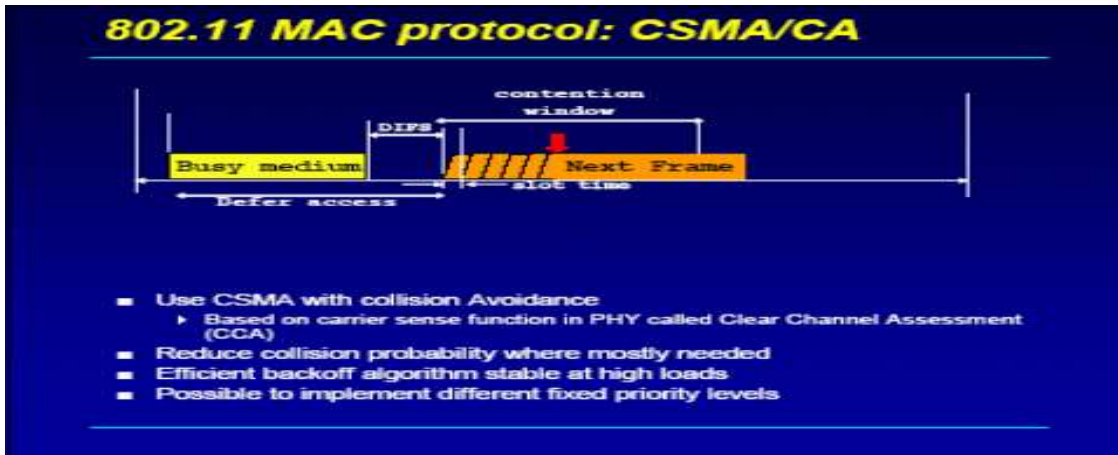 802.11 MAC protocol: CSMA/CA
contention
window
DIFS
Busy medium
Next Frame
slot time
Defer access
Use CSMA with collision Avoidance
Based on carrier sense function in PHY called Clear Channel Assessment
(CCA)
Reduce collision probability where mostly needed
Efficient backoff algorithm stable at high loads
Possible to implement different fixed priority levels